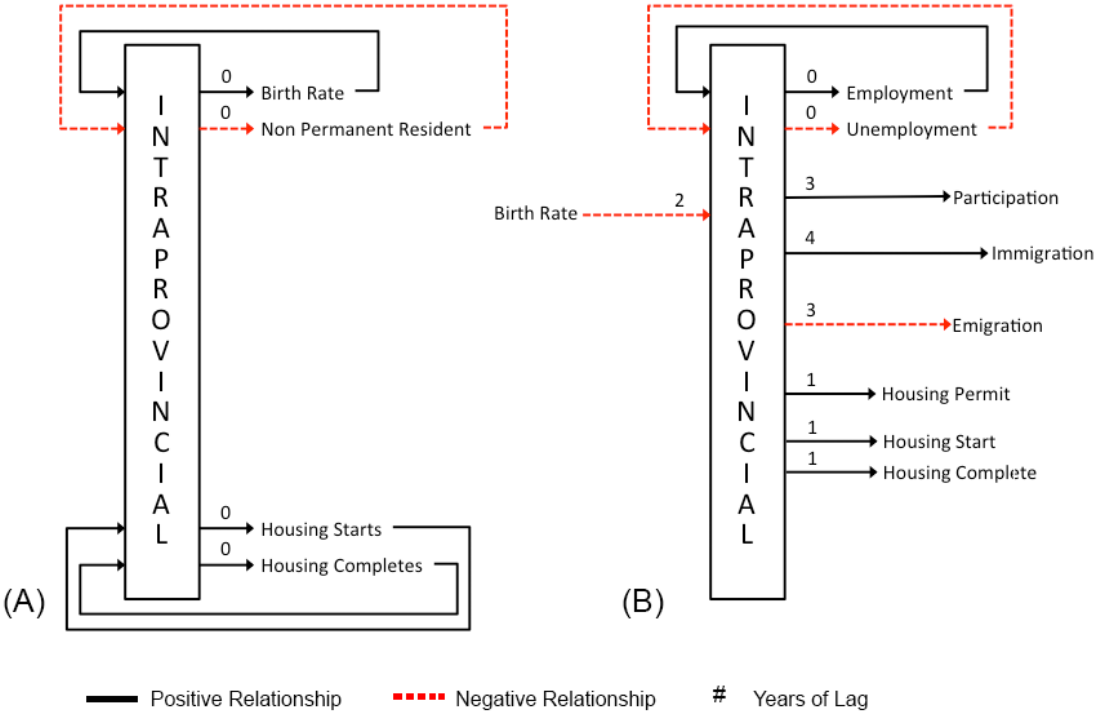 0
Birth Rate
0
Non Permanent Resident
INTRAPROVINCIAL
0
Housing Starts
0
Housing Completes
(A)
0
Employment
0
Unemployment
INTRAPROVINCIAL
Birth Rate
2
3
Participation
4
Immigration
3
Emigration
1
Housing Permit
1
Housing Start
1
Housing Complete
(B)
Positive Relationship
Negative Relationship
# Years of Lag